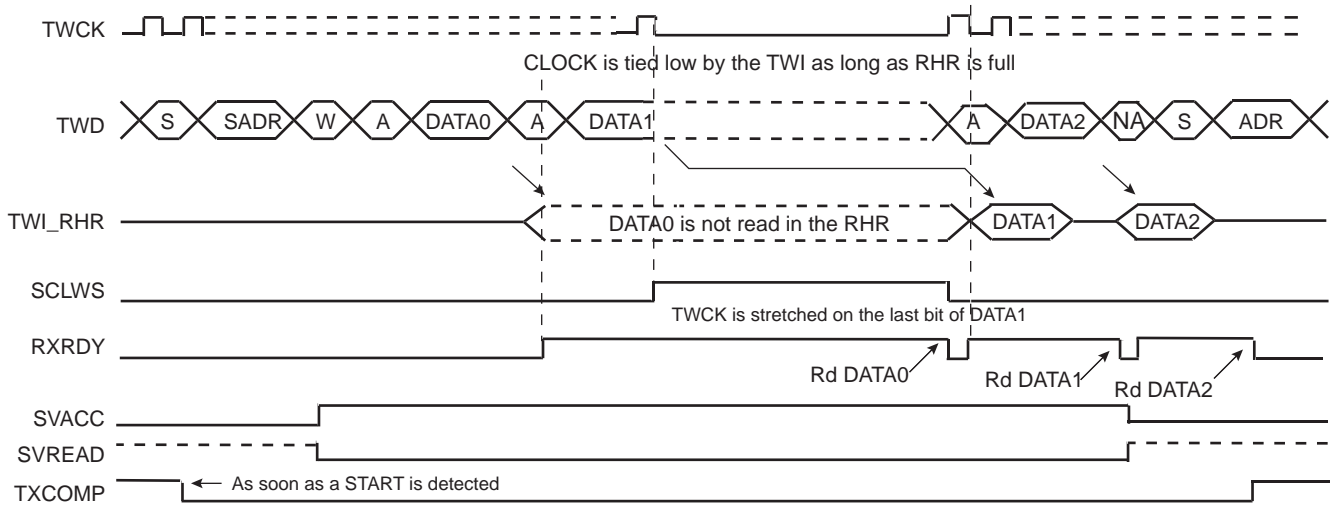 TWCK
CLOCK is tied low by the TWI as long as RHR is full
TWD S SADR W A DATA0 A DATA1 A DATA2 NA S ADR
TWI_RHR DATA0 is not read in the RHR DATA1 DATA2
SCLWS
TWCK is stretched on the last bit of DATA1
RXRDY
Rd DATA0 Rd DATA1 Rd DATA2
SVACC
SVREAD
TXCOMP As soon as a START is detected